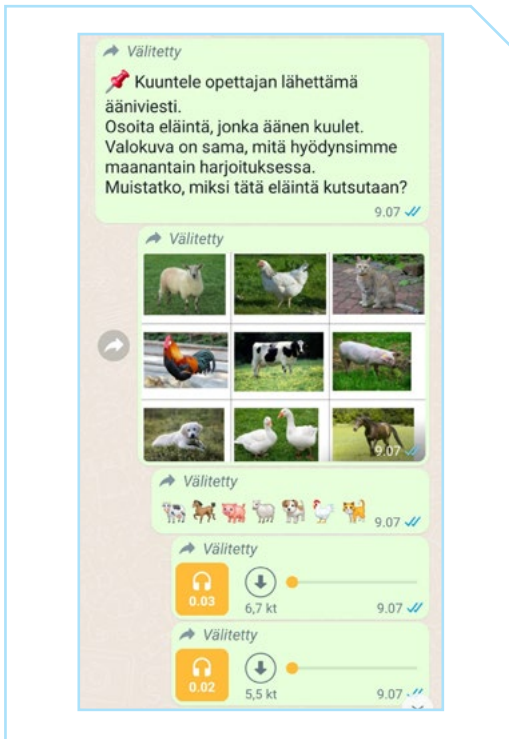 Välitetty
Kuuntele opettajan lähettämä
ääniviesti.
Osoita eläintä, jonka äänen kuulet.
Valokuva on sama, mitä hyödynsimme
maanantain harjoituksessa.
Muistatko, miksi tätä eläintä kutsutaan?
9.07
Välitetty
9.07
Välitetty
9.07
Välitetty
0.03
6,7 kt
9.07
Välitetty
0.02
5,5 kt
9.07